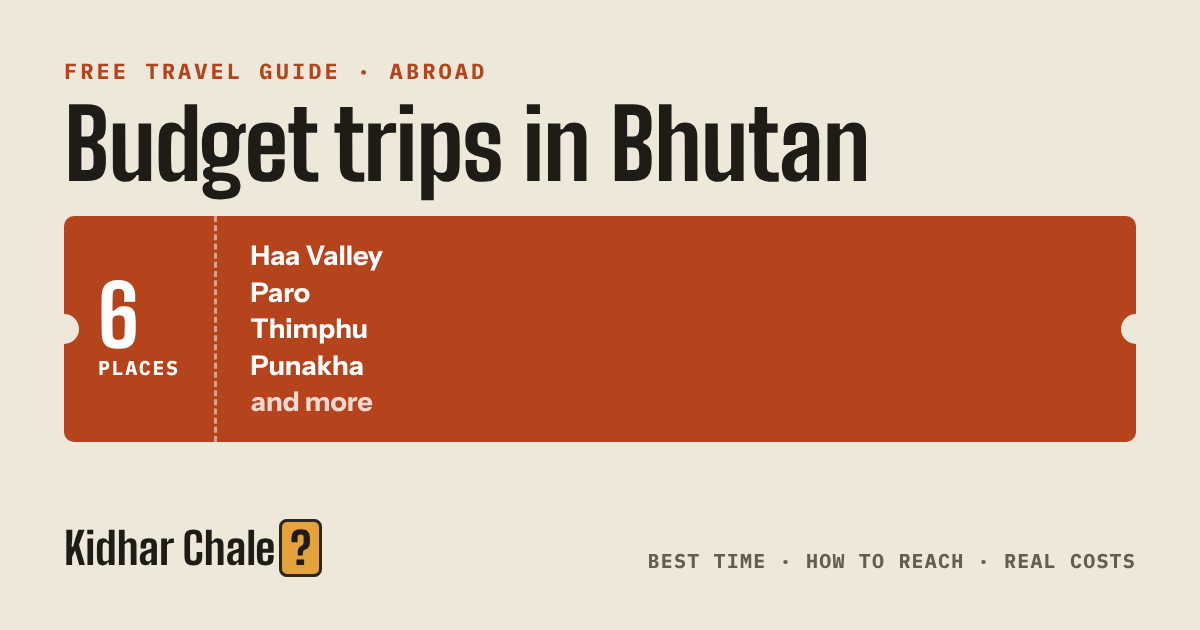 FREE TRAVEL GUIDE · ABROAD
Budget trips in Bhutan
6
PLACES
Haa Valley
Paro
Thimphu
Punakha
and more
Kidhar Chale ?
BEST TIME · HOW TO REACH · REAL COSTS